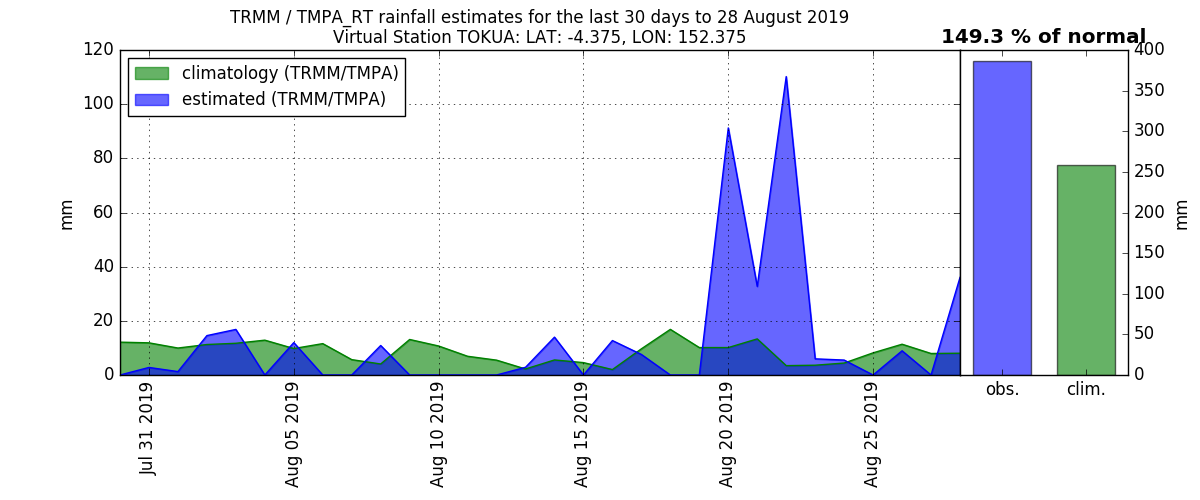 TRMM / TMPA_RT rainfall estimates for the last 30 days to 28 August 2019
Virtual Station TOKUA: LAT: -4.375, LON: 152.375
149.3 % of normal
climatology (TRMM/TMPA)
estimated (TRMM/TMPA)
120
100
80
60
40
20
0
mm
Jul 31 2019
Aug 05 2019
Aug 10 2019
Aug 15 2019
Aug 20 2019
Aug 25 2019
400
350
300
250
200
150
100
50
0
mm
obs.
clim.